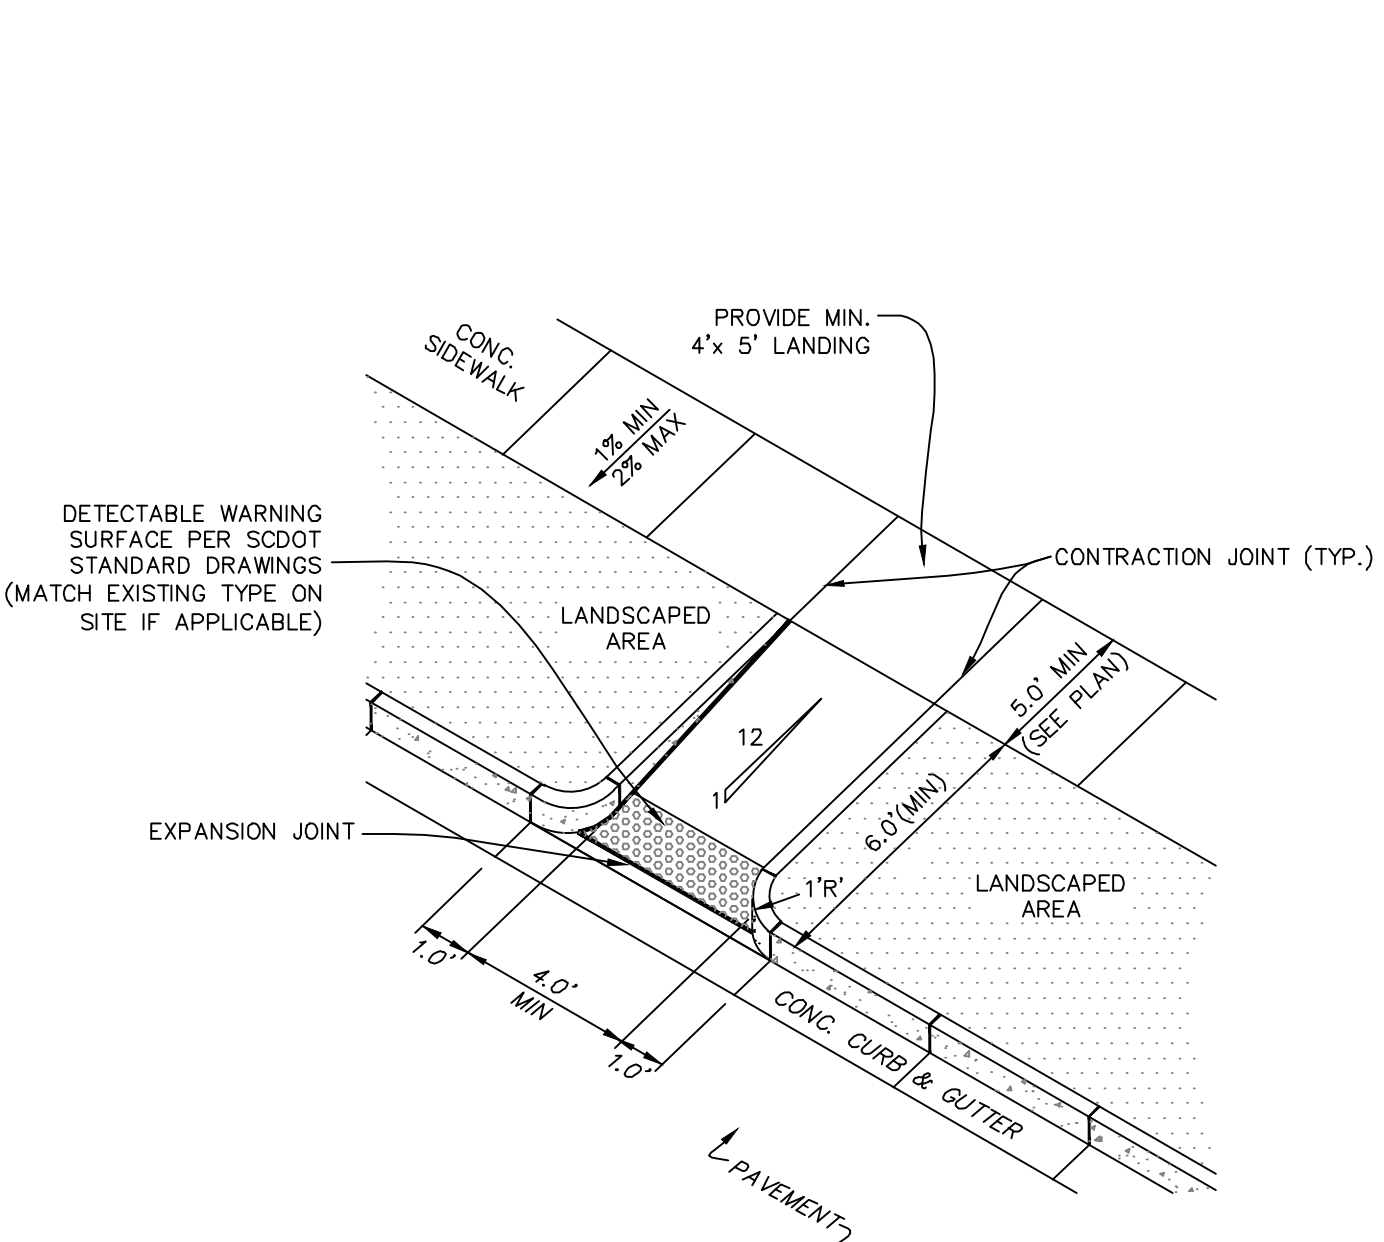 PROVIDE MIN.
4'x 5' LANDING
CONC.
SIDEWALK
1% MIN
2% MAX
DETECTABLE WARNING
SURFACE PER SCDOT
STANDARD DRAWINGS
(MATCH EXISTING TYPE ON
SITE IF APPLICABLE)
CONTRACTION JOINT (TYP.)
LANDSCAPED
AREA
5.0' MIN
(SEE PLAN)
12
1
6.0'(MIN)
EXPANSION JOINT
1'R'
LANDSCAPED
AREA
1.0'
4.0'
MIN
1.0'
CONC. CURB & GUTTER
PAVEMENT